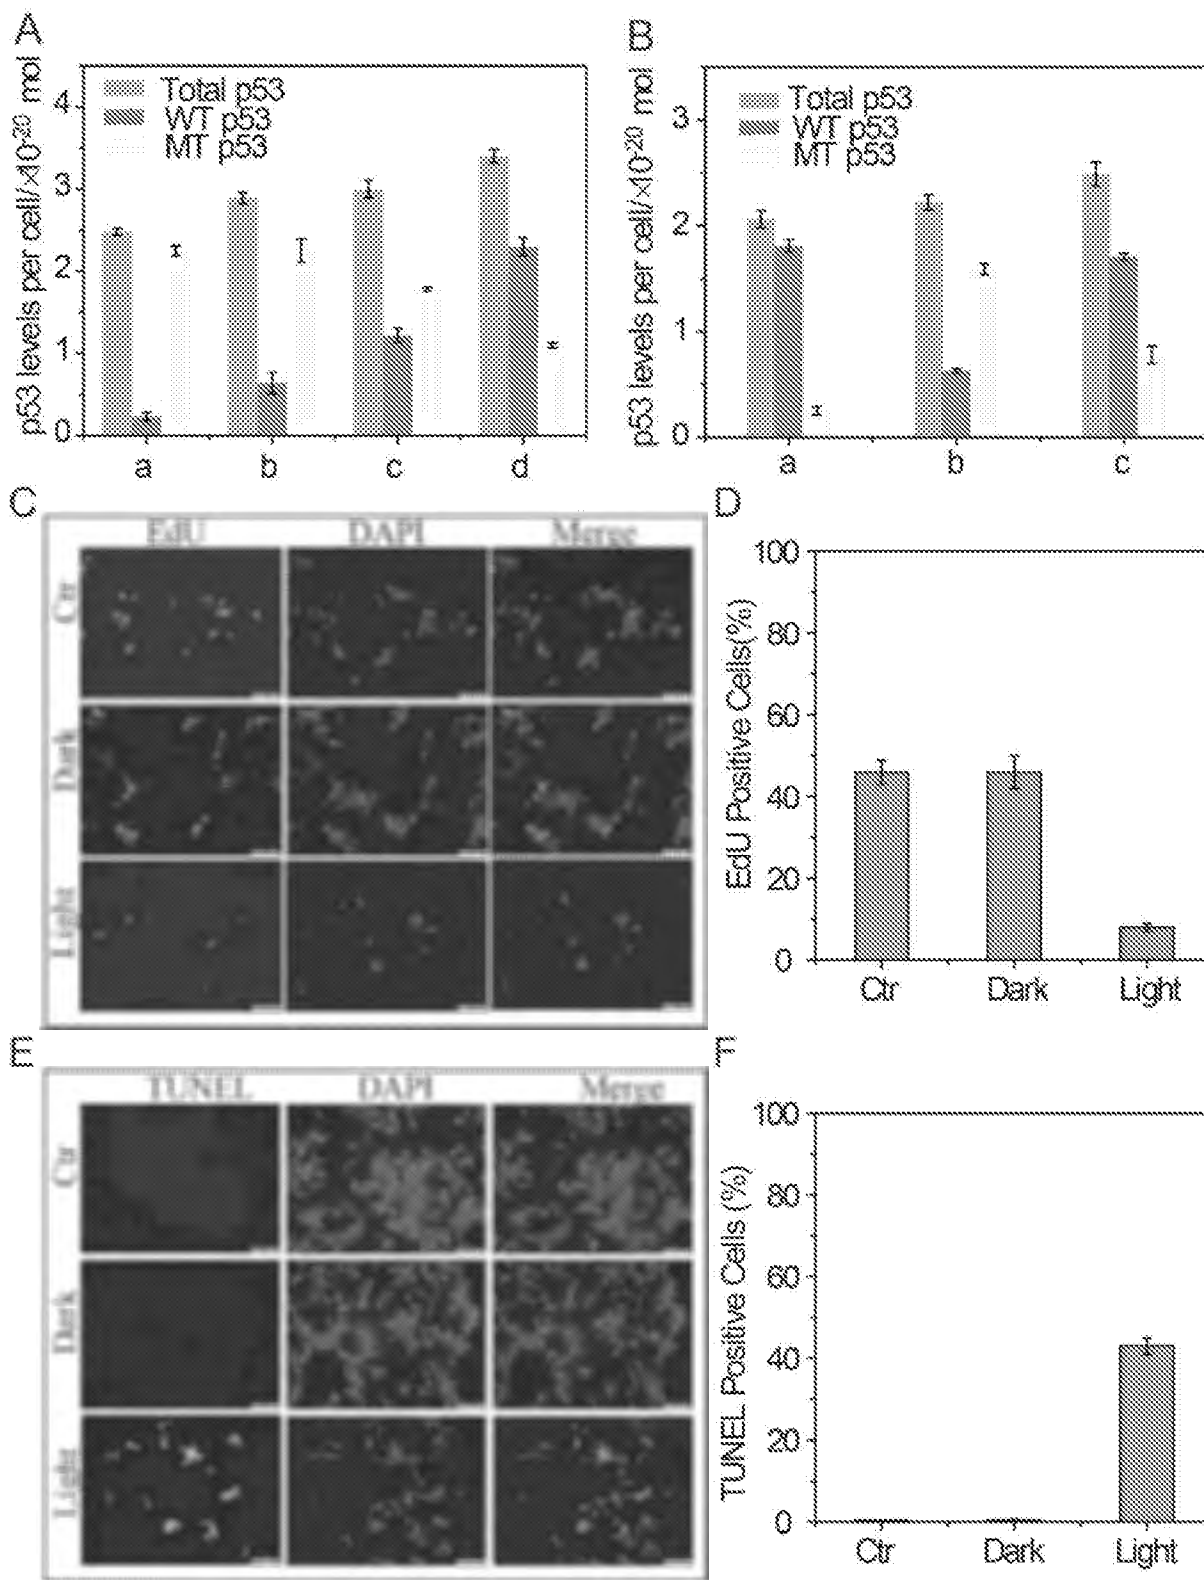 A
p53 levels per cell/×10⁻²⁰ mol
4
3
2
1
0
Total p53
WT p53
MT p53
a b c d
B
p53 levels per cell/×10⁻²⁰ mol
3
2
1
0
Total p53
WT p53
MT p53
a b c
C
EdU DAPI Merge
Ctr
Dark
Light
D
EdU Positive Cells(%)
100
80
60
40
20
0
Ctr Dark Light
E
TUNEL DAPI Merge
Ctr
Dark
Light
F
TUNEL Positive Cells (%)
100
80
60
40
20
0
Ctr Dark Light